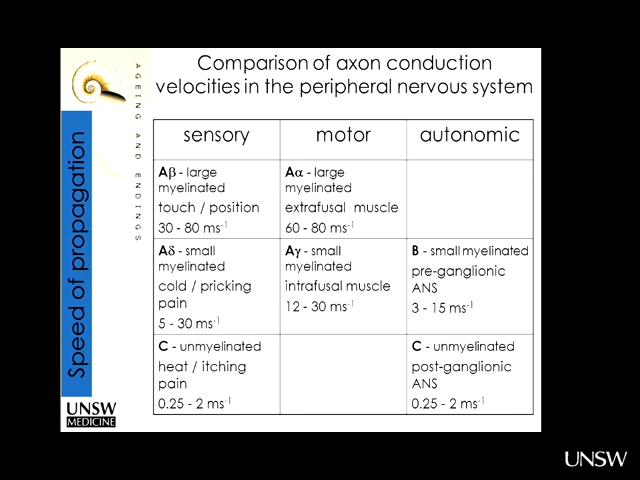 Comparison of axon conduction
velocities in the peripheral nervous system
AGEING AND ENDINGS
Speed of propagation
sensory motor autonomic
Aβ - large
myelinated
touch / position
30 - 80 ms⁻¹
Aα - large
myelinated
extrafusal muscle
60 - 80 ms⁻¹
Aδ - small
myelinated
cold / pricking
pain
5 - 30 ms⁻¹
Aγ - small
myelinated
intrafusal muscle
12 - 30 ms⁻¹
B - small myelinated
pre-ganglionic
ANS
3 - 15 ms⁻¹
C - unmyelinated
heat / itching
pain
0.25 - 2 ms⁻¹
C - unmyelinated
post-ganglionic
ANS
0.25 - 2 ms⁻¹
UNSW
MEDICINE
UNSW